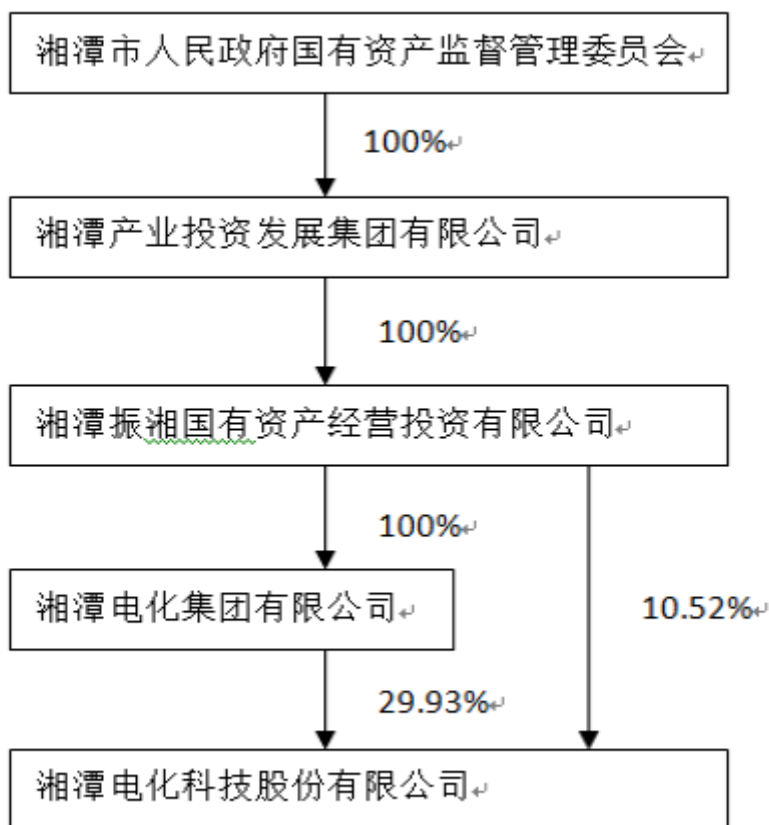 湘潭市人民政府国有资产监督管理委员会
100%
湘潭产业投资发展集团有限公司
100%
湘潭振湘国有资产经营投资有限公司
100%
湘潭电化集团有限公司
10.52%
29.93%
湘潭电化科技股份有限公司